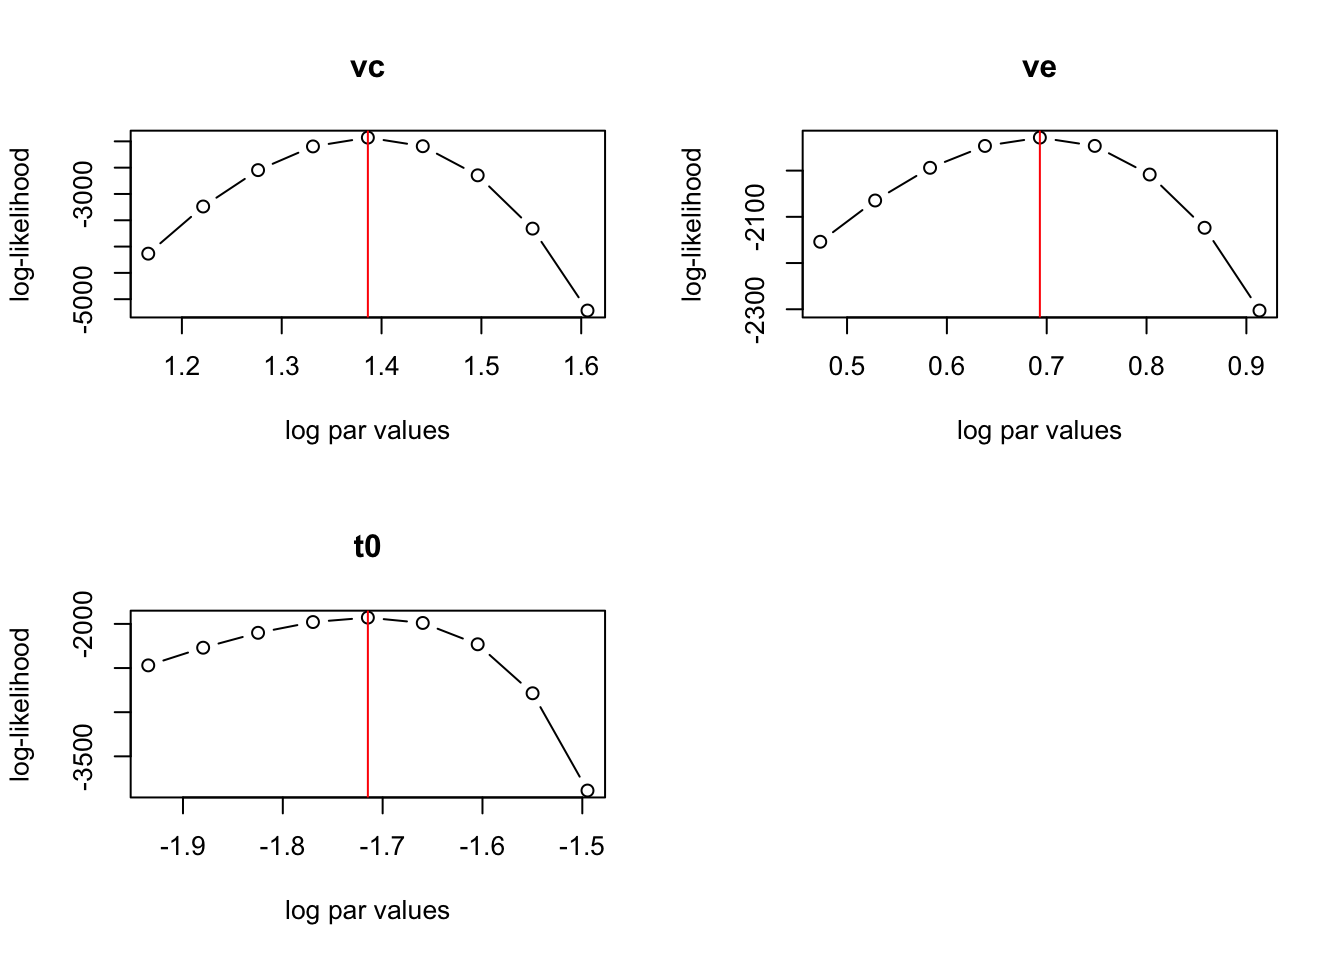 vc
log-likelihood
-3000
-5000
1.2 1.3 1.4 1.5 1.6
log par values
ve
log-likelihood
-2100
-2300
0.5 0.6 0.7 0.8 0.9
log par values
t0
log-likelihood
-2000
-3500
-1.9 -1.8 -1.7 -1.6 -1.5
log par values